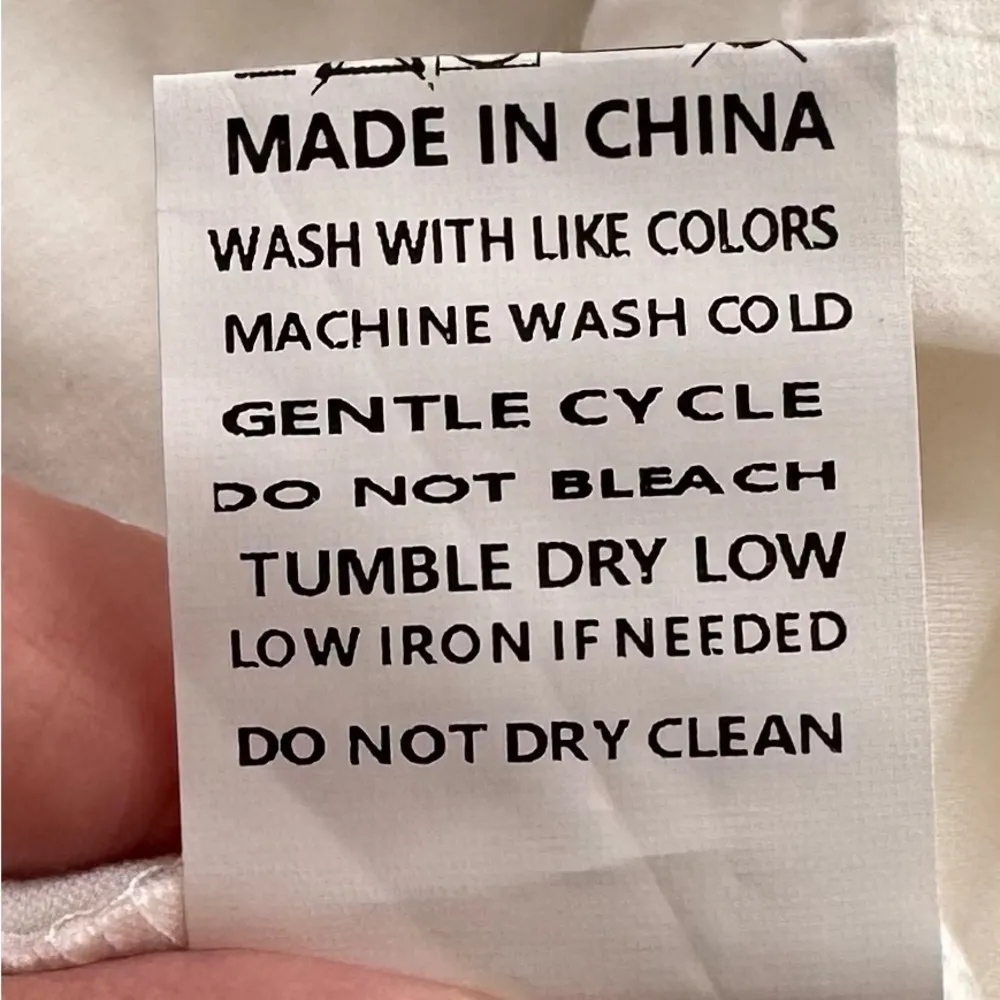 MADE IN CHINA
WASH WITH LIKE COLORS
MACHINE WASH COLD
GENTLE CYCLE
DO NOT BLEACH
TUMBLE DRY LOW
LOW IRON IF NEEDED
DO NOT DRY CLEAN